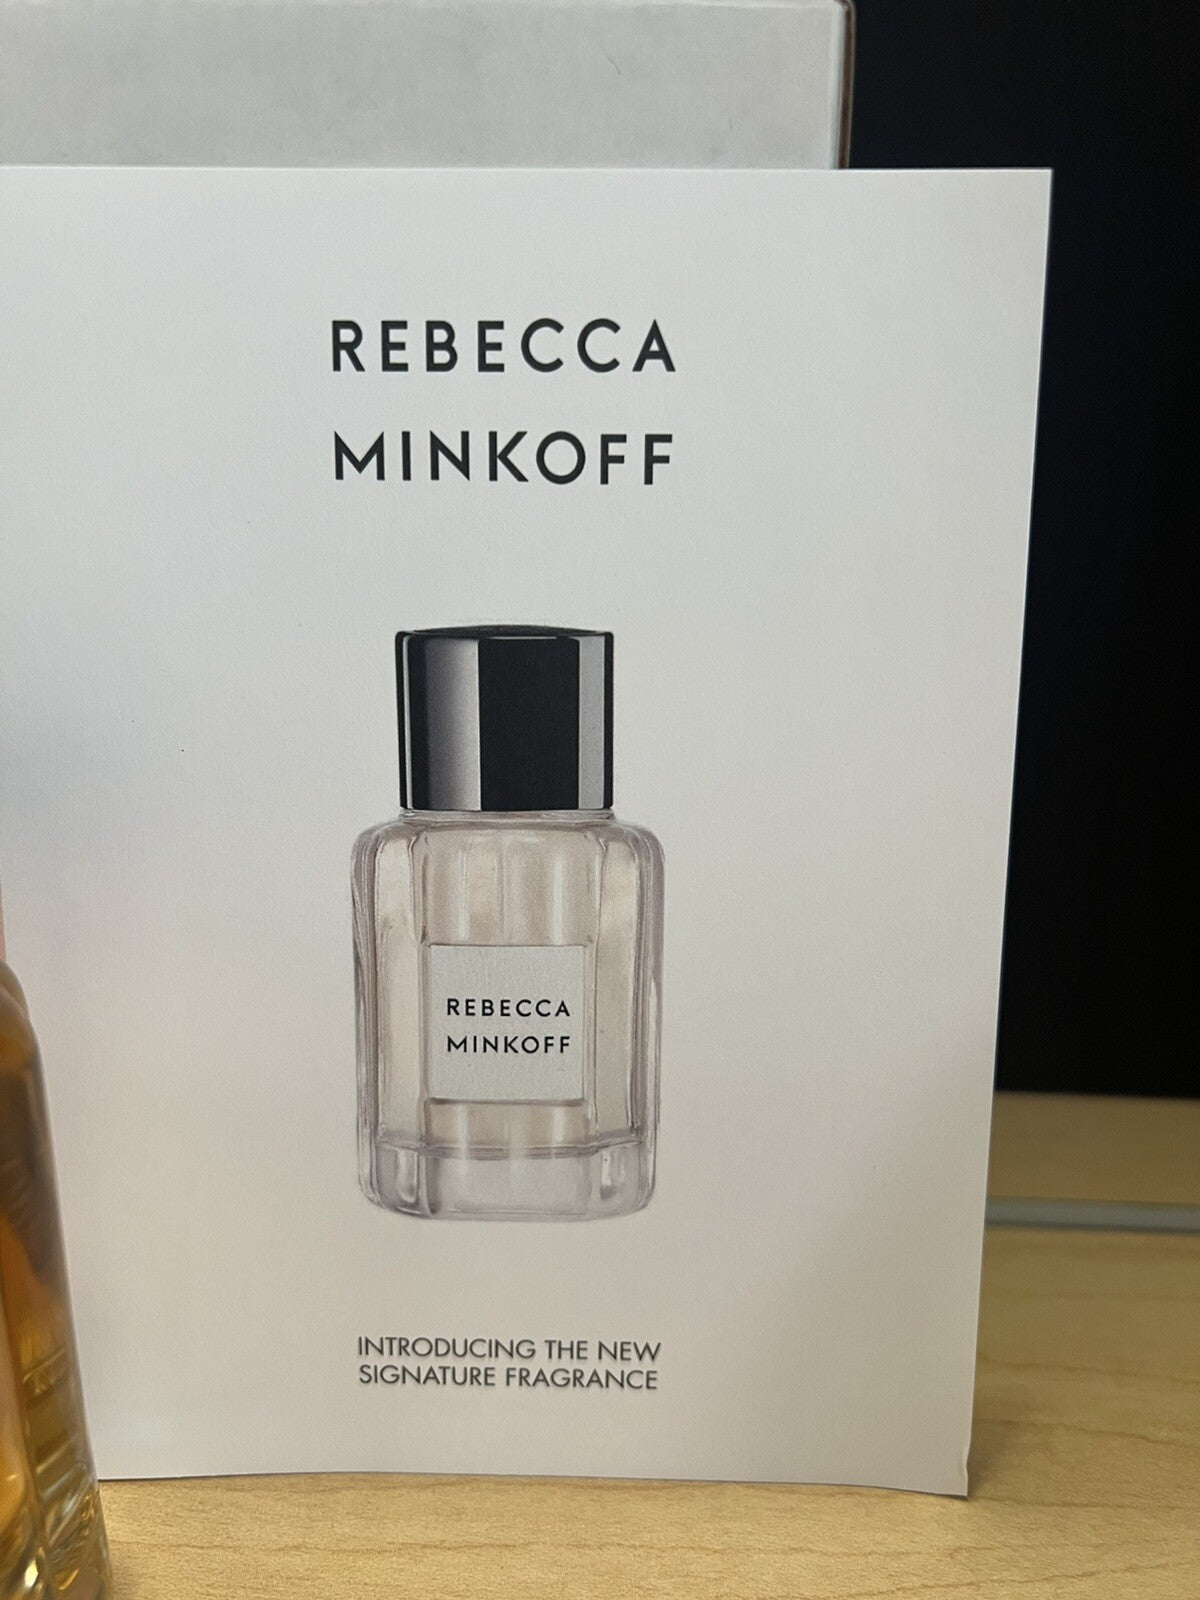 REBECCA
MINKOFF
REBECCA
MINKOFF
INTRODUCING THE NEW
SIGNATURE FRAGRANCE